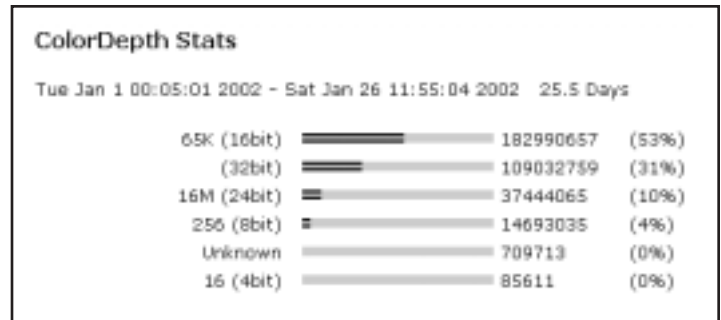 ColorDepth Stats
Tue Jan 1 00:05:01 2002 - Sat Jan 26 11:55:04 2002 25.5 Days
65K (16bit) 182990657 (53%)
(32bit) 109032759 (31%)
16M (24bit) 37444065 (10%)
256 (8bit) 14693035 (4%)
Unknown 709713 (0%)
16 (4bit) 85611 (0%)